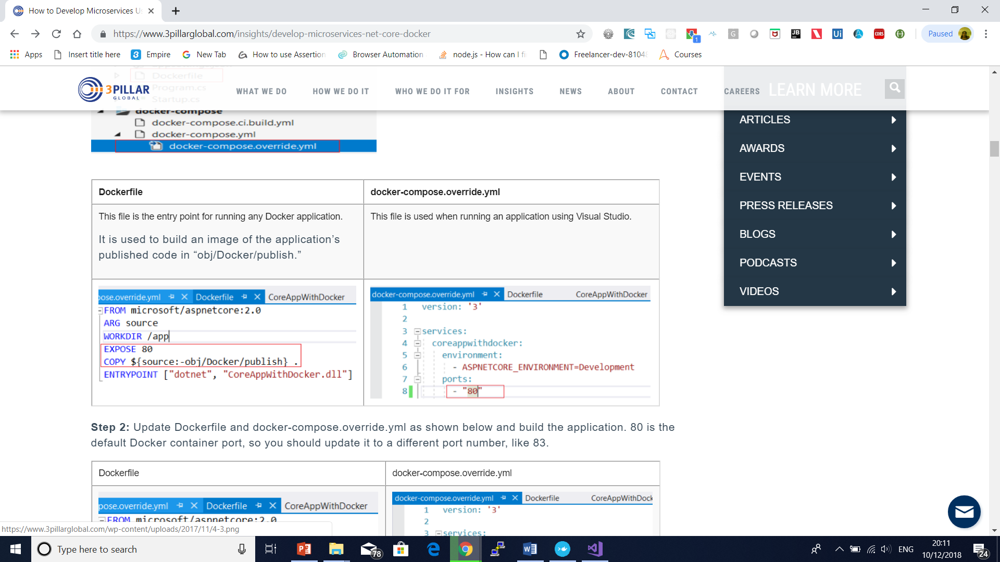 How to Develop Microservices Us
https://www.3pillarglobal.com/insights/develop-microservices-net-core-docker
1
G
JB
Ui
CORS
Paused
Apps
Insert title here
3
Empire
New Tab
How to use Assertion
Browser Automation
node.js - How can I fi
Freelancer-dev-8104
Courses
Dockerfile
Program.cs
Startup.cs
3PILLAR
GLOBAL
WHAT WE DO
HOW WE DO IT
WHO WE DO IT FOR
INSIGHTS
NEWS
ABOUT
CONTACT
CAREERS
LEARN MORE
docker-compose
docker-compose.ci.build.yml
docker-compose.yml
docker-compose.override.yml
ARTICLES
AWARDS
EVENTS
PRESS RELEASES
BLOGS
PODCASTS
VIDEOS
Dockerfile
docker-compose.override.yml
This file is the entry point for running any Docker application.
It is used to build an image of the application’s
published code in “obj/Docker/publish.”
This file is used when running an application using Visual Studio.
pose.override.yml Dockerfile CoreAppWithDocker
FROM microsoft/aspnetcore:2.0
ARG source
WORKDIR /app
EXPOSE 80
COPY ${source:-obj/Docker/publish} .
ENTRYPOINT ["dotnet", "CoreAppWithDocker.dll"]
docker-compose.override.yml Dockerfile CoreAppWithDocker
1 version: '3'
2
3 services:
4 coreappwithdocker:
5 environment:
6 - ASPNETCORE_ENVIRONMENT=Development
7 ports:
8 - "80"
Step 2: Update Dockerfile and docker-compose.override.yml as shown below and build the application. 80 is the
default Docker container port, so you should update it to a different port number, like 83.
Dockerfile
docker-compose.override.yml
pose.override.yml Dockerfile CoreAppWithDocker
FROM microsoft/aspnetcore:2.0
docker-compose.override.yml Dockerfile CoreAppWithDock
1 version: '3'
2
3 services:
https://www.3pillarglobal.com/wp-content/uploads/2017/11/4-3.png
Type here to search
78
ENG
20:11
10/12/2018
24